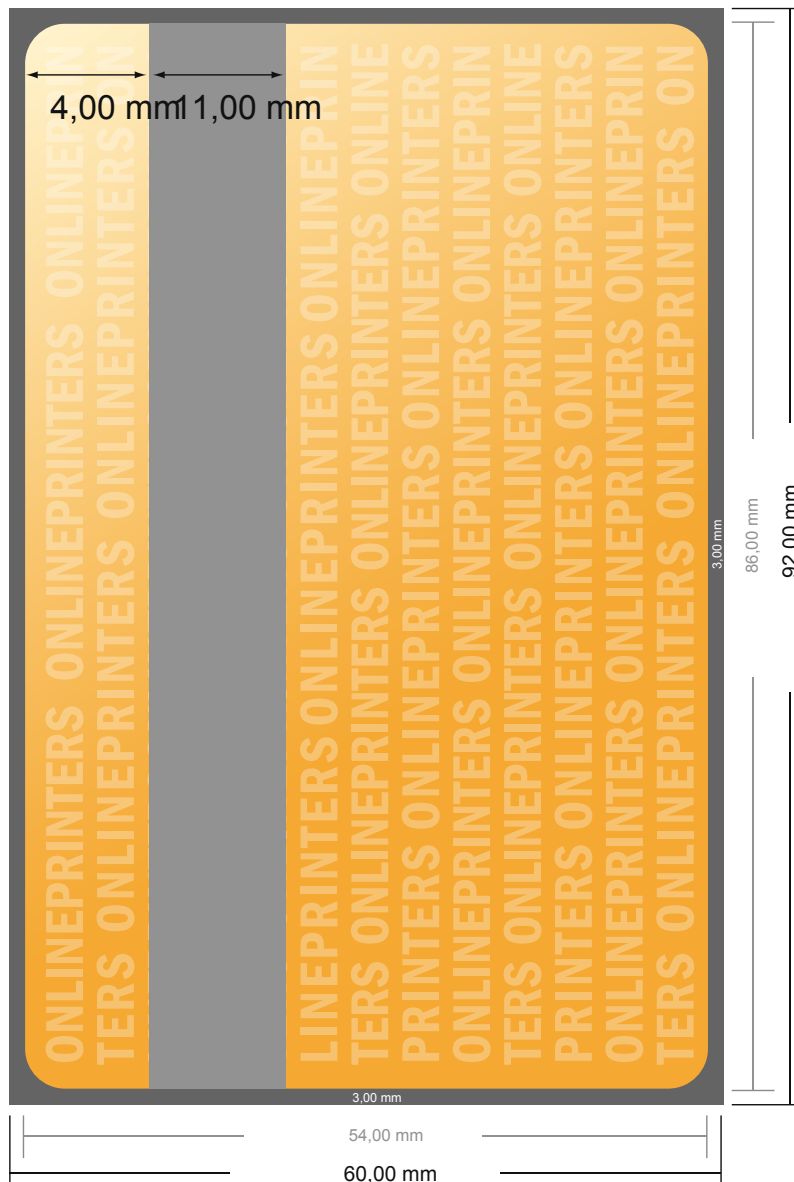 4,00 mm
11,00 mm
ONLINEPRINTERS ONLINEPRINTERS ONLINEPRIN
TERS ONLINEPRINTERS ONLINEPRINTERS ON
LINEPRINTERS ONLINEPRINTERS ONLINEPIN
TERS ONLINEPRINTERS ONLINEPRINTERS ONLINE
PRINTERS ONLINEPRINTERS ONLINEPRINTERS
ONLINEPRINTERS ONLINEPRINTERS ONLINEPRIN
TERS ONLINEPRINTERS ONLINEPRINTERS ONLINE
PRINTERS ONLINEPRINTERS ONLINEPRINTERS
ONLINEPRINTERS ONLINEPRINTERS ONLINEPRIN
TERS ONLINEPRINTERS ONLINEPRINTERS ON
3,00 mm
86,00 mm
92,00 mm
3,00 mm
54,00 mm
60,00 mm